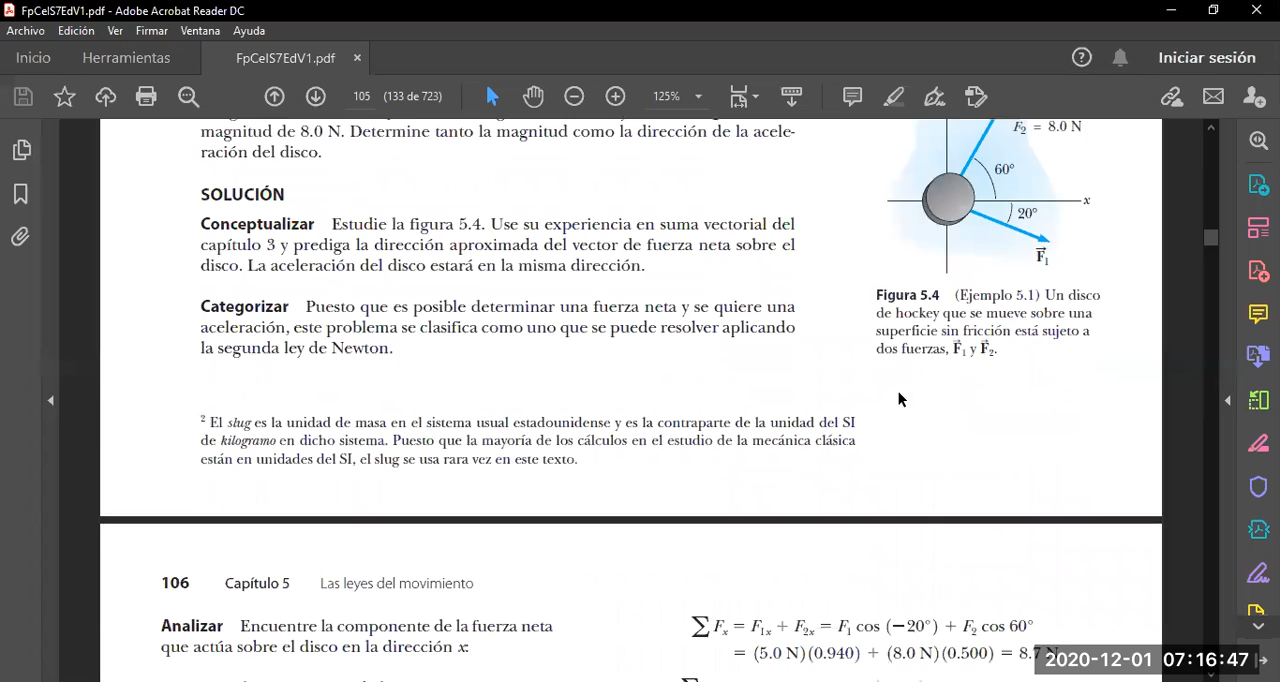 FpCeIS7EdV1.pdf - Adobe Acrobat Reader DC
Archivo Edición Ver Firmar Ventana Ayuda
Inicio Herramientas FpCeIS7EdV1.pdf × Iniciar sesión
105 (133 de 723) 125%
magnitud de 8.0 N. Determine tanto la magnitud como la dirección de la acele-
ración del disco.
SOLUCIÓN
Conceptualizar Estudie la figura 5.4. Use su experiencia en suma vectorial del
capítulo 3 y prediga la dirección aproximada del vector de fuerza neta sobre el
disco. La aceleración del disco estará en la misma dirección.
Categorizar Puesto que es posible determinar una fuerza neta y se quiere una
aceleración, este problema se clasifica como uno que se puede resolver aplicando
la segunda ley de Newton.
F₂ = 8.0 N
60°
x
20°
F⃗₁
Figura 5.4 (Ejemplo 5.1) Un disco
de hockey que se mueve sobre una
superficie sin fricción está sujeto a
dos fuerzas, F⃗₁ y F⃗₂.
² El slug es la unidad de masa en el sistema usual estadounidense y es la contraparte de la unidad del SI
de kilogramo en dicho sistema. Puesto que la mayoría de los cálculos en el estudio de la mecánica clásica
están en unidades del SI, el slug se usa rara vez en este texto.
106 Capítulo 5 Las leyes del movimiento
Analizar Encuentre la componente de la fuerza neta
que actúa sobre el disco en la dirección x:
∑ Fₓ = F₁ₓ + F₂ₓ = F₁ cos (−20°) + F₂ cos 60°
= (5.0 N)(0.940) + (8.0 N)(0.500) = 8.7
2020-12-01 07:16:47